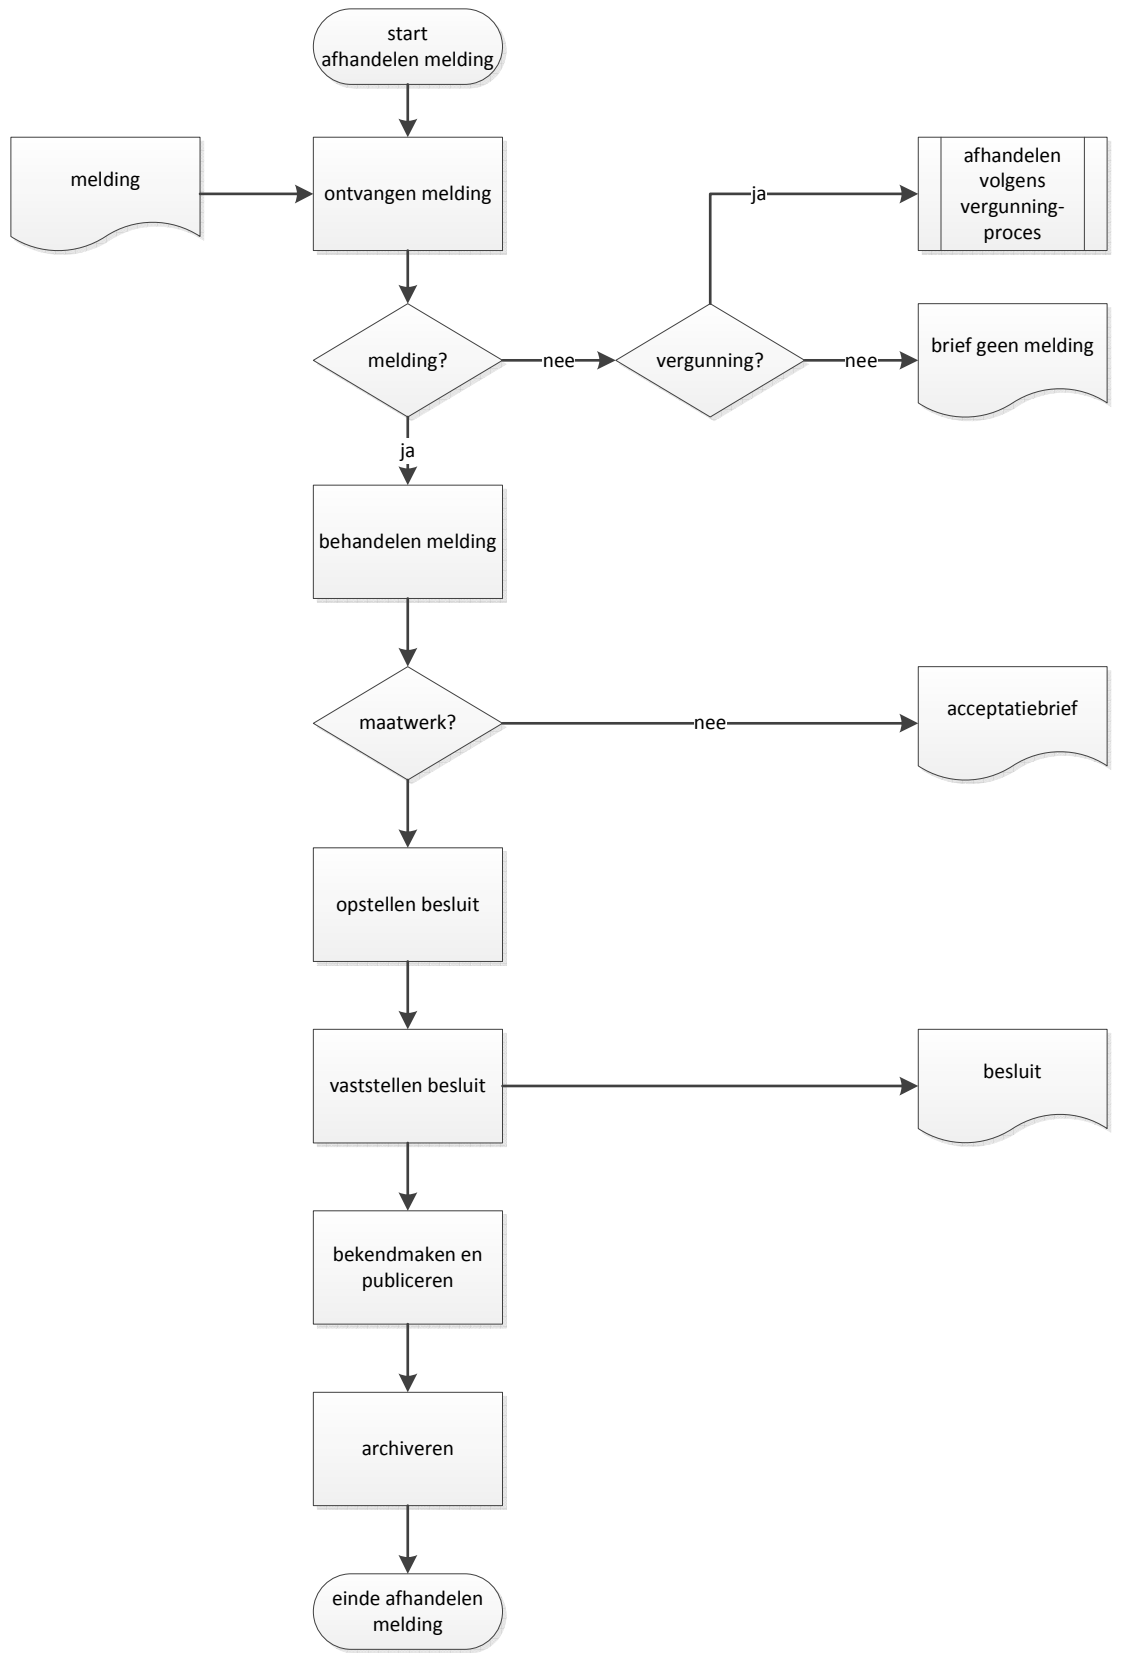 start
afhandelen melding
melding
ontvangen melding
afhandelen
volgens
vergunning-
proces
ja
melding?
nee
vergunning?
nee
brief geen melding
ja
behandelen melding
maatwerk?
nee
acceptatiebrief
opstellen besluit
vaststellen besluit
besluit
bekendmaken en
publiceren
archiveren
einde afhandelen
melding